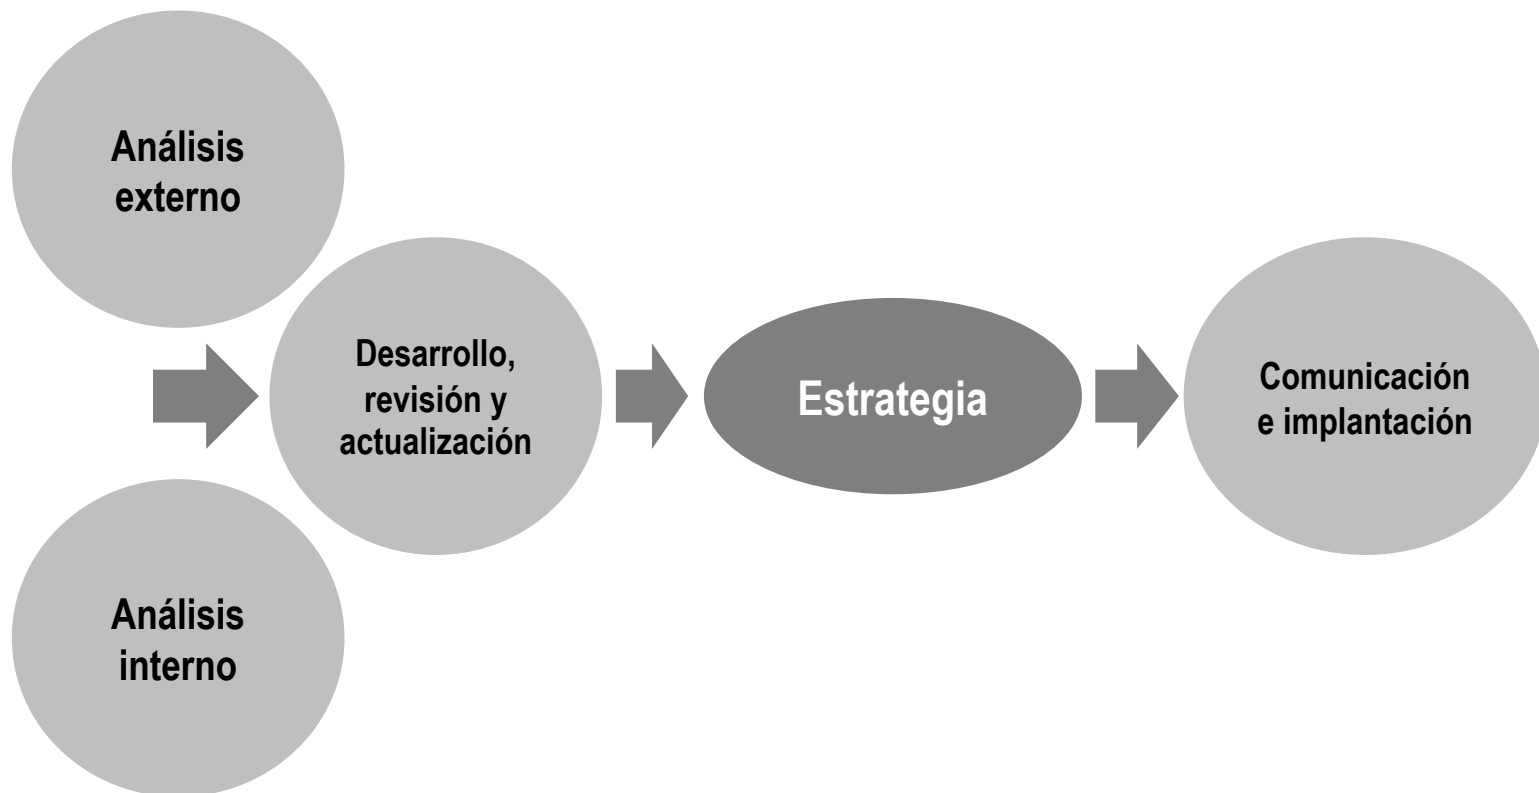 Análisis
externo
Desarrollo,
revisión y
actualización
Estrategia
Comunicación
e implantación
Análisis
interno